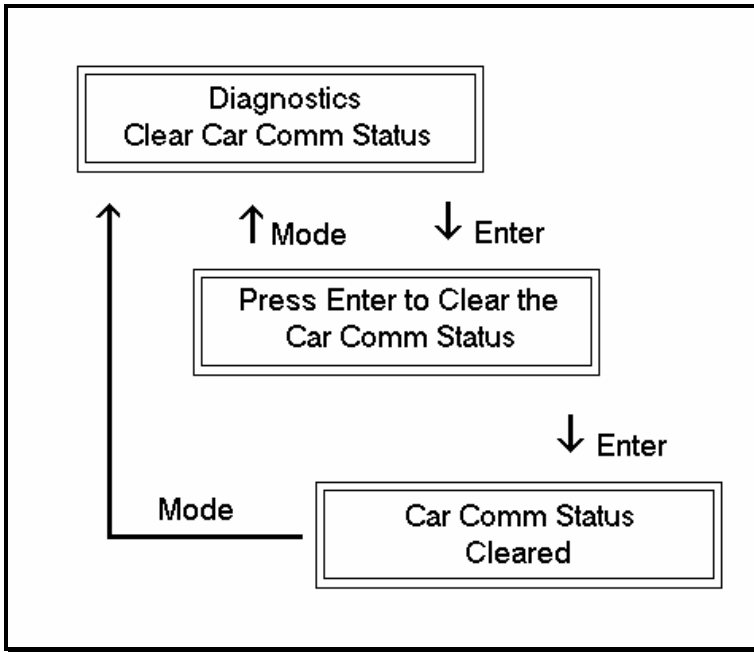 Diagnostics
Clear Car Comm Status
Mode
Enter
Press Enter to Clear the
Car Comm Status
Enter
Mode
Car Comm Status
Cleared